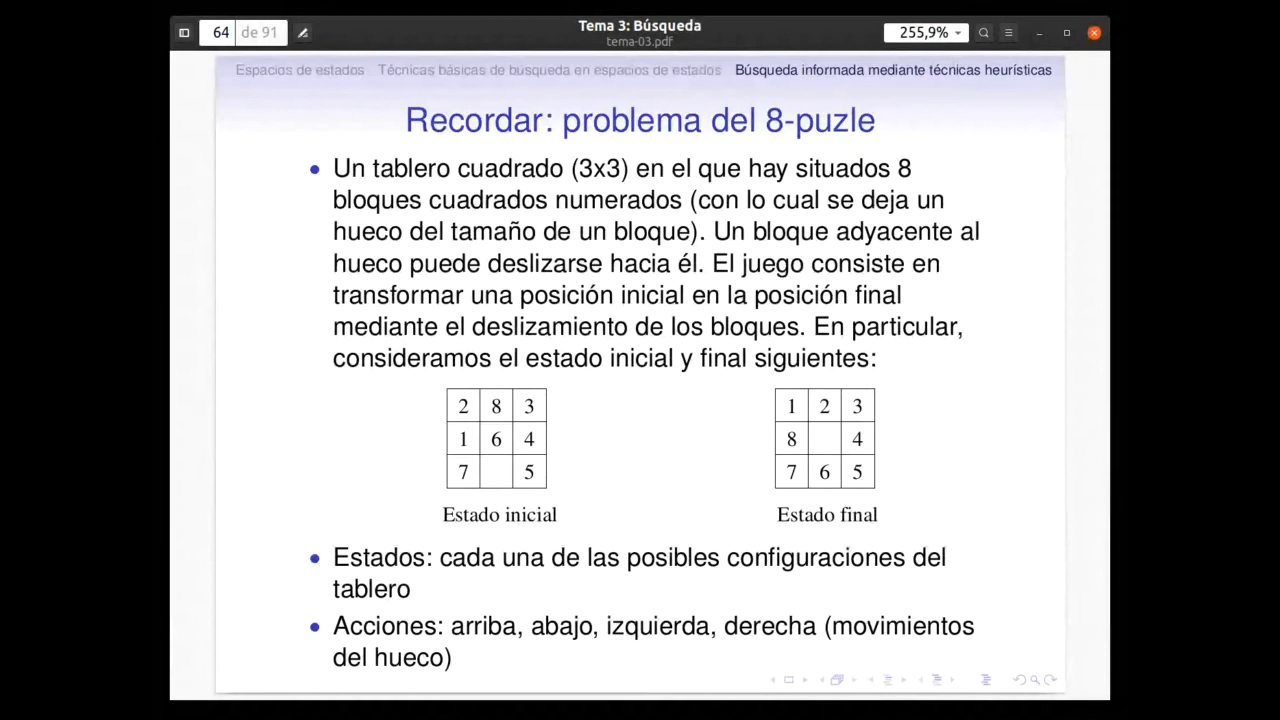 Tema 3: Búsqueda
tema-03.pdf
64 de 91
255,9%
Espacios de estados Técnicas básicas de busqueda en espacios de estados Búsqueda informada mediante técnicas heurísticas
Recordar: problema del 8-puzle
• Un tablero cuadrado (3x3) en el que hay situados 8
bloques cuadrados numerados (con lo cual se deja un
hueco del tamaño de un bloque). Un bloque adyacente al
hueco puede deslizarse hacia él. El juego consiste en
transformar una posición inicial en la posición final
mediante el deslizamiento de los bloques. En particular,
consideramos el estado inicial y final siguientes:
2 8 3
1 6 4
7 5
Estado inicial
1 2 3
8 4
7 6 5
Estado final
• Estados: cada una de las posibles configuraciones del
tablero
• Acciones: arriba, abajo, izquierda, derecha (movimientos
del hueco)